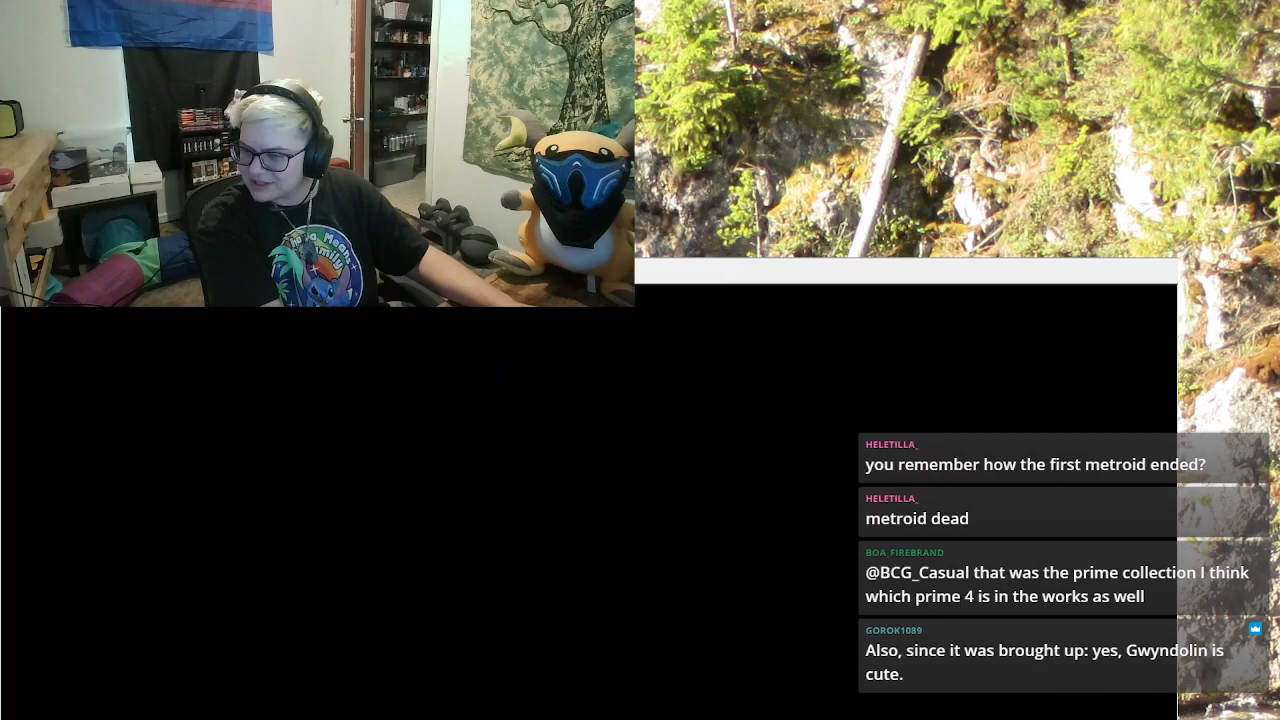 HELETILLA_
you remember how the first metroid ended?
HELETILLA_
metroid dead
BOA_FIREBRAND
@BCG_Casual that was the prime collection I think
which prime 4 is in the works as well
GOROK1089
Also, since it was brought up: yes, Gwyndolin is
cute.